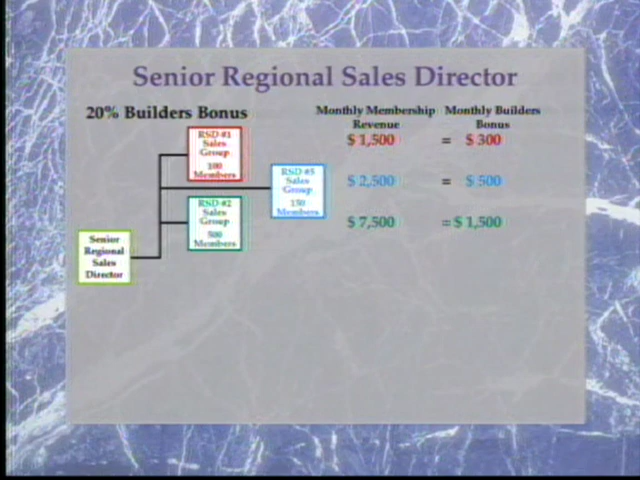 Senior Regional Sales Director
20% Builders Bonus
Monthly Membership
Revenue
Monthly Builders
Bonus
RSD #1
Sales
Group
100
Members
$ 1,500 = $ 300
RSD #5
Sales
Group
150
Members
$ 2,500 = $ 500
RSD #2
Sales
Group
500
Members
$ 7,500 = $ 1,500
Senior
Regional
Sales
Director